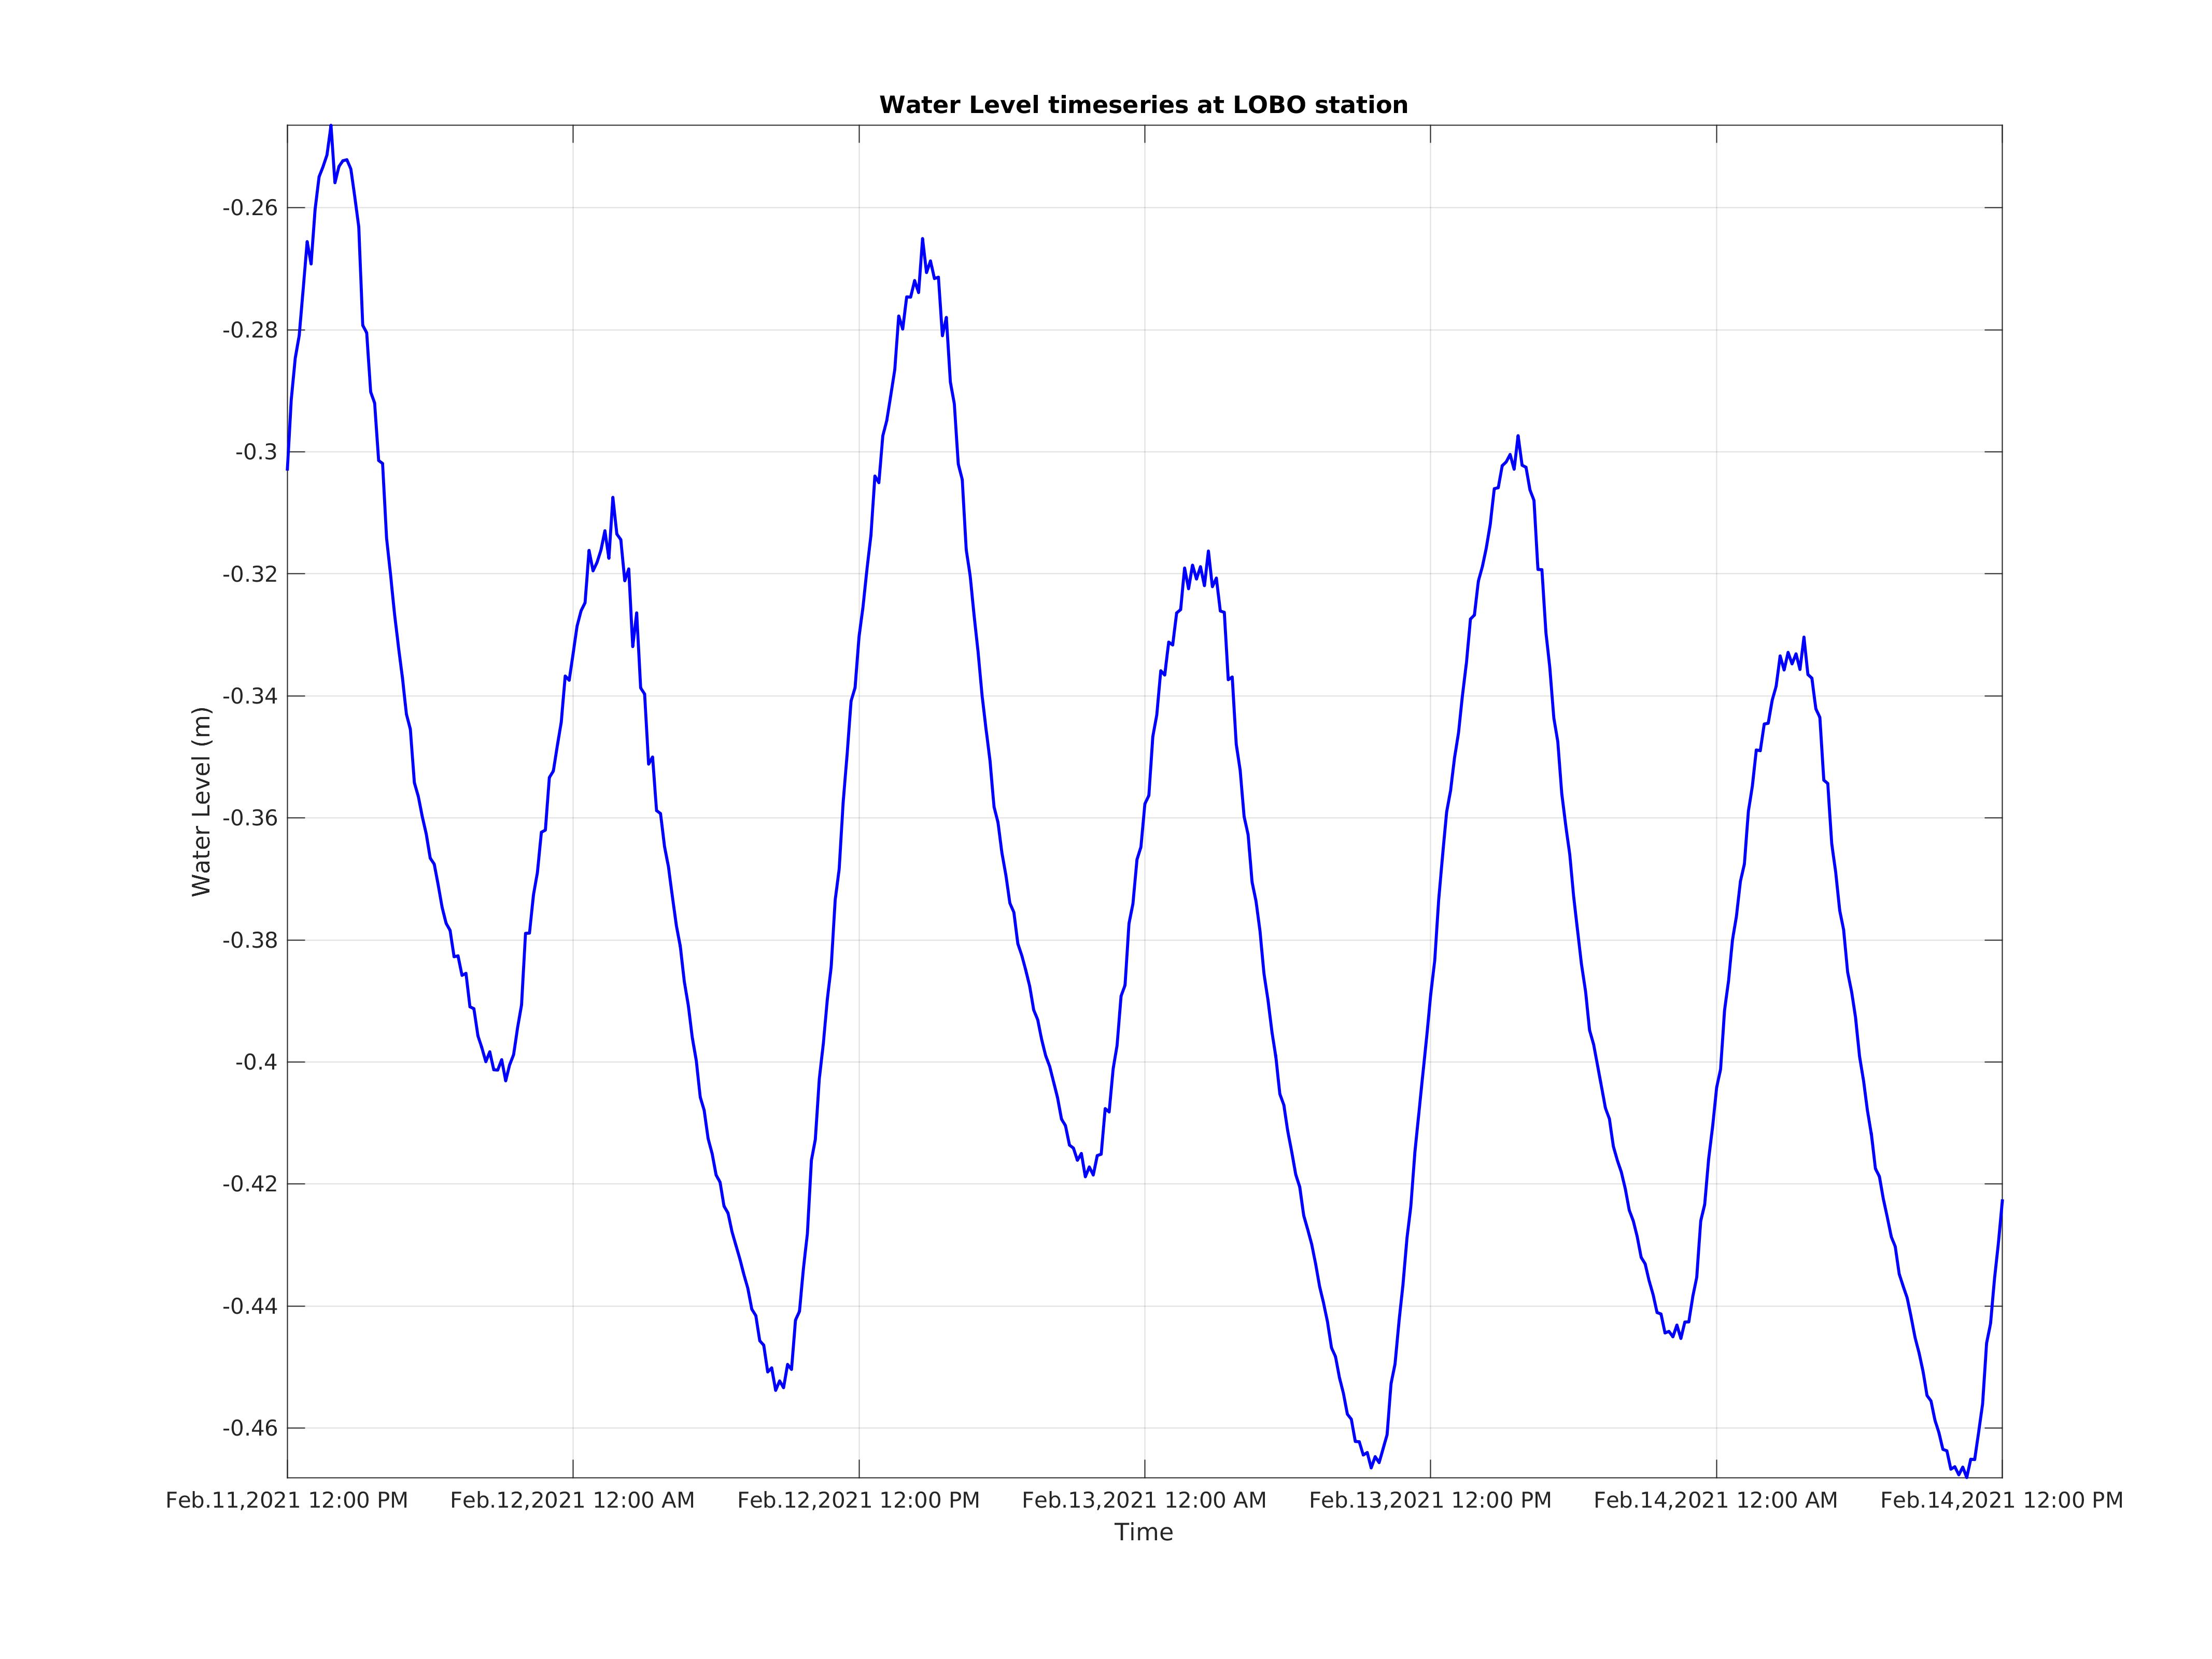 Water Level timeseries at LOBO station
-0.26
-0.28
-0.3
-0.32
-0.34
-0.36
-0.38
-0.4
-0.42
-0.44
-0.46
Water Level (m)
Feb.11,2021 12:00 PM Feb.12,2021 12:00 AM Feb.12,2021 12:00 PM Feb.13,2021 12:00 AM Feb.13,2021 12:00 PM Feb.14,2021 12:00 AM Feb.14,2021 12:00 PM
Time